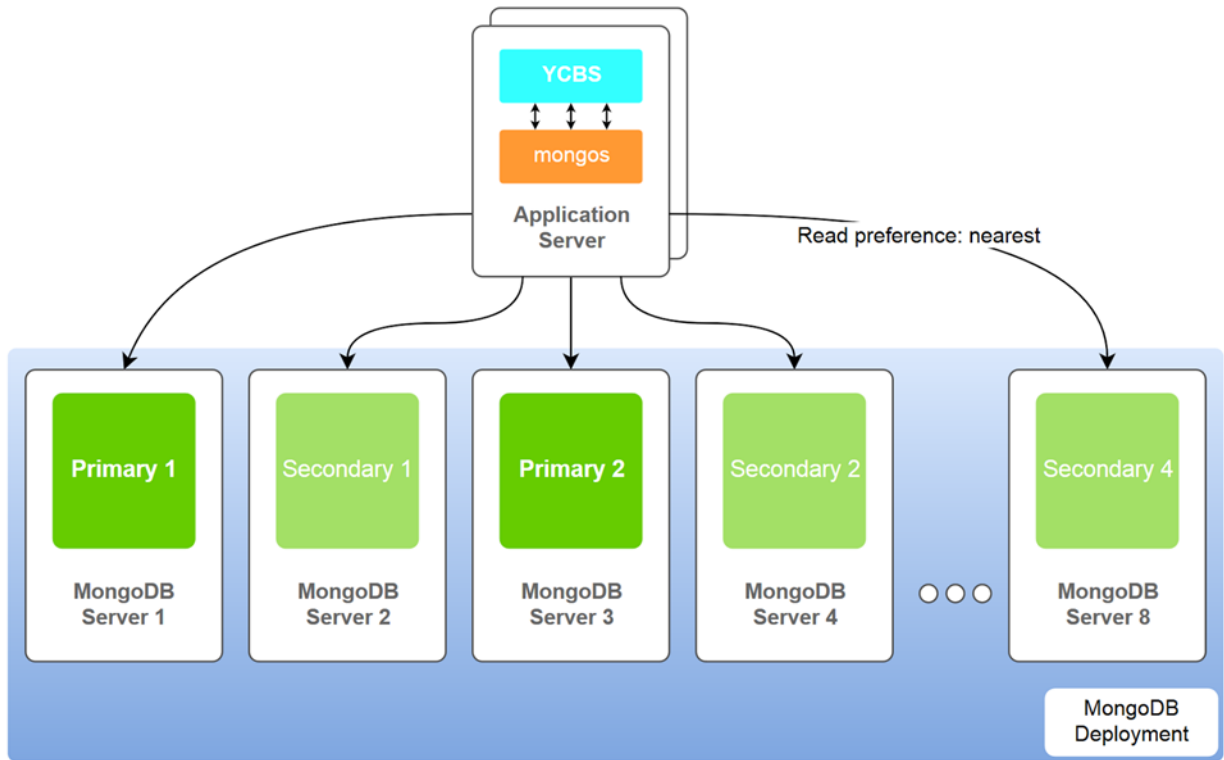 YCBS
mongos
Application
Server
Read preference: nearest
Primary 1
Secondary 1
Primary 2
Secondary 2
Secondary 4
MongoDB
Server 1
MongoDB
Server 2
MongoDB
Server 3
MongoDB
Server 4
MongoDB
Server 8
MongoDB
Deployment